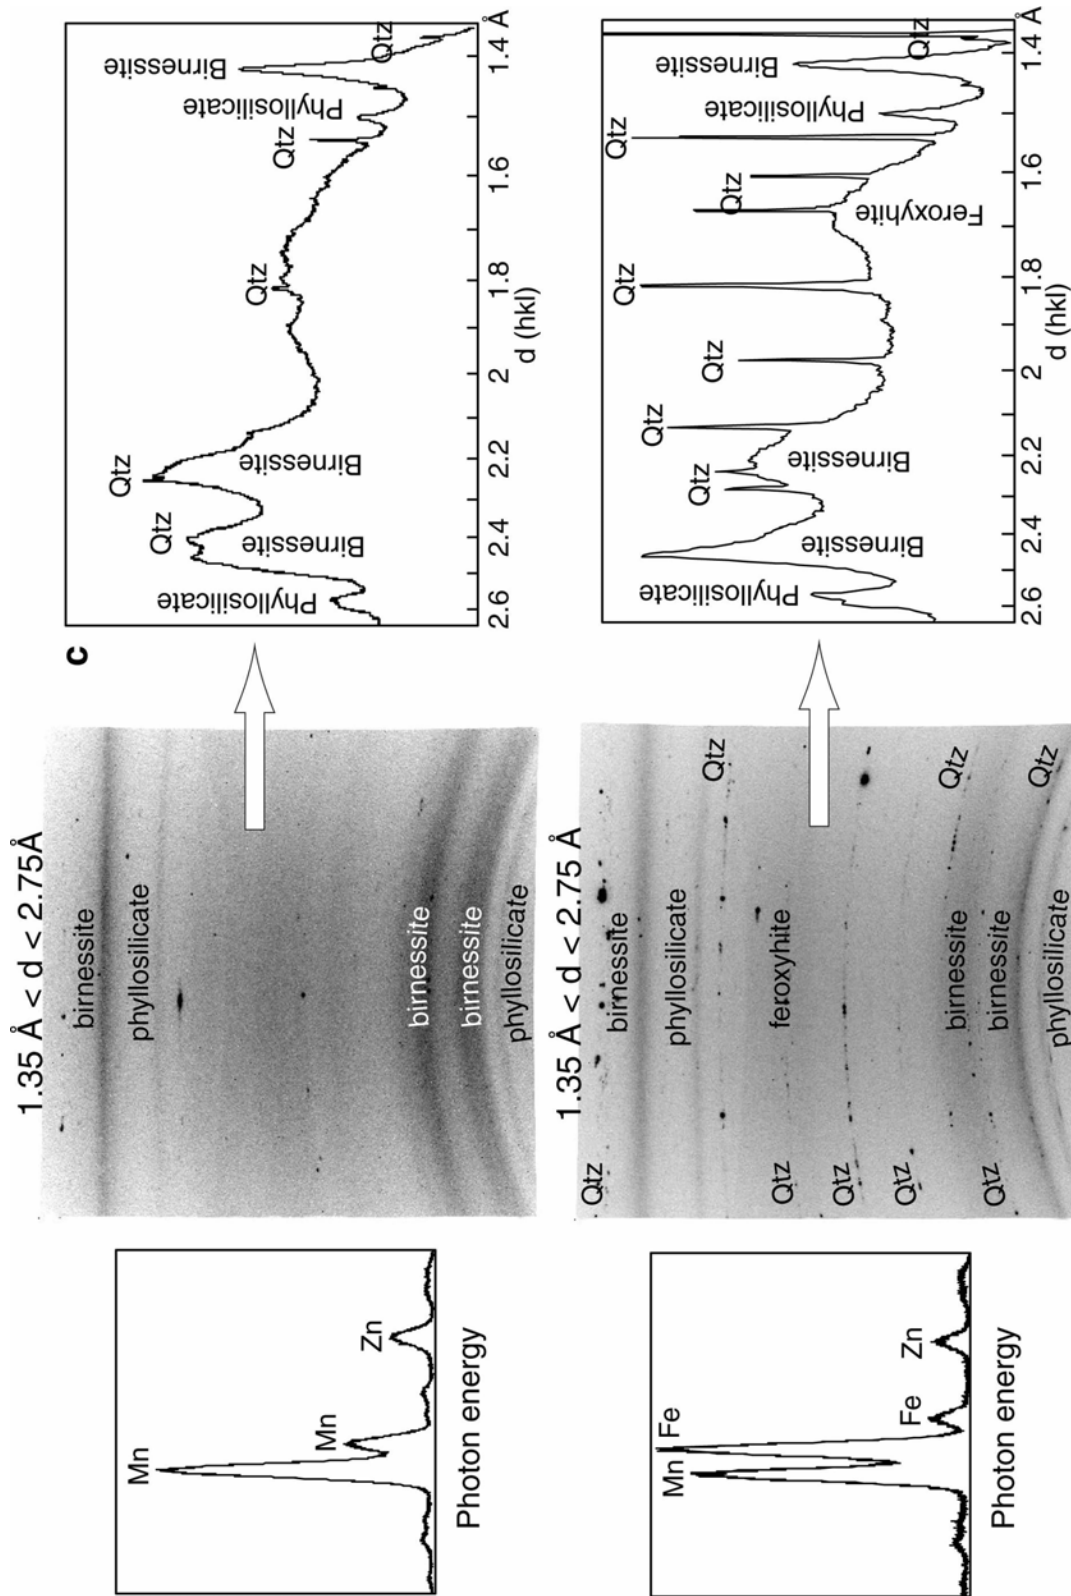 Mn
Mn
Zn
Photon energy
1.35 Å < d < 2.75Å
birnessite
phyllosilicate
birnessite
birnessite
phyllosilicate
c
Phyllosilicate
Qtz
Birnessite
Qtz
Birnessite
Qtz
Qtz
Phyllosilicate
Birnessite
Qtz
2.6 2.4 2.2 2 1.8 1.6 1.4 Å
d (hkl)
Mn
Fe
Fe
Zn
Photon energy
1.35 Å < d < 2.75 Å
Qtz
birnessite
phyllosilicate
Qtz
feroxyhite
Qtz
Qtz
Qtz
birnessite
Qtz
Qtz
birnessite
Qtz
phyllosilicate
Phyllosilicate
Birnessite
Qtz
Birnessite
Qtz
Qtz
Qtz
Feroxyhite
Qtz
Qtz
Phyllosilicate
Birnessite
Qtz
2.6 2.4 2.2 2 1.8 1.6 1.4 Å
d (hkl)